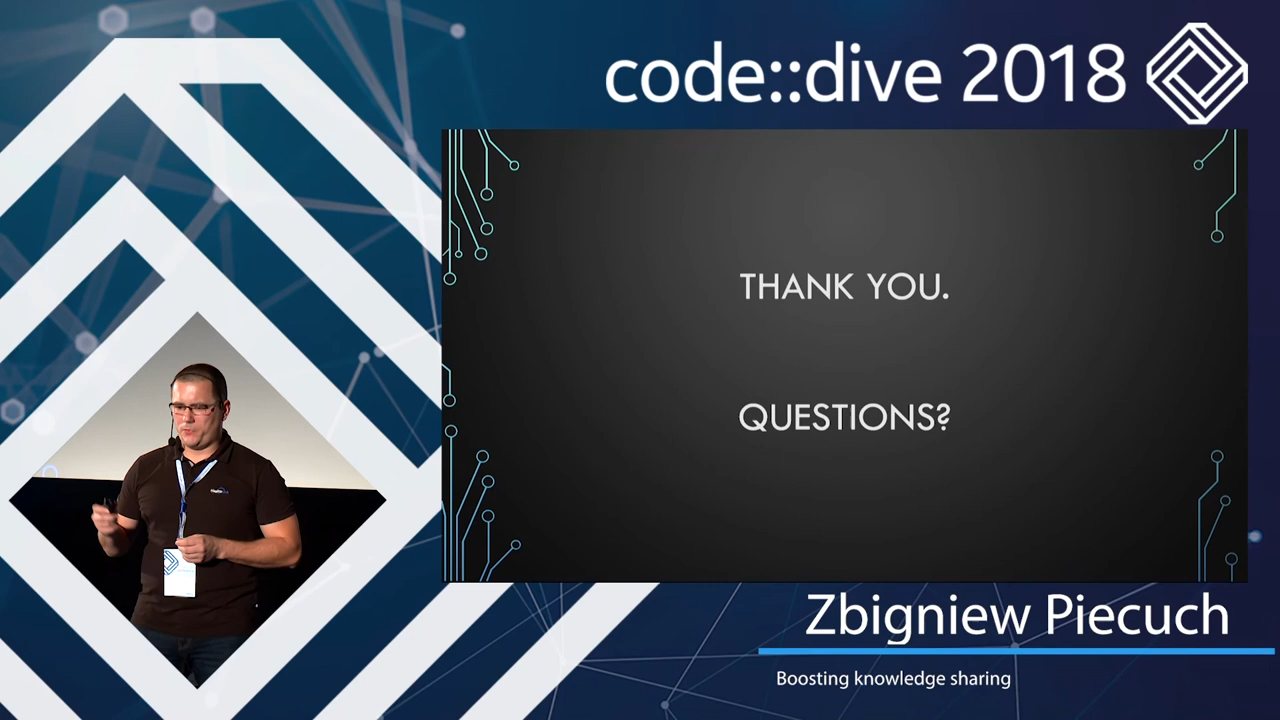 code::dive 2018
THANK YOU.
QUESTIONS?
Zbigniew Piecuch
Boosting knowledge sharing